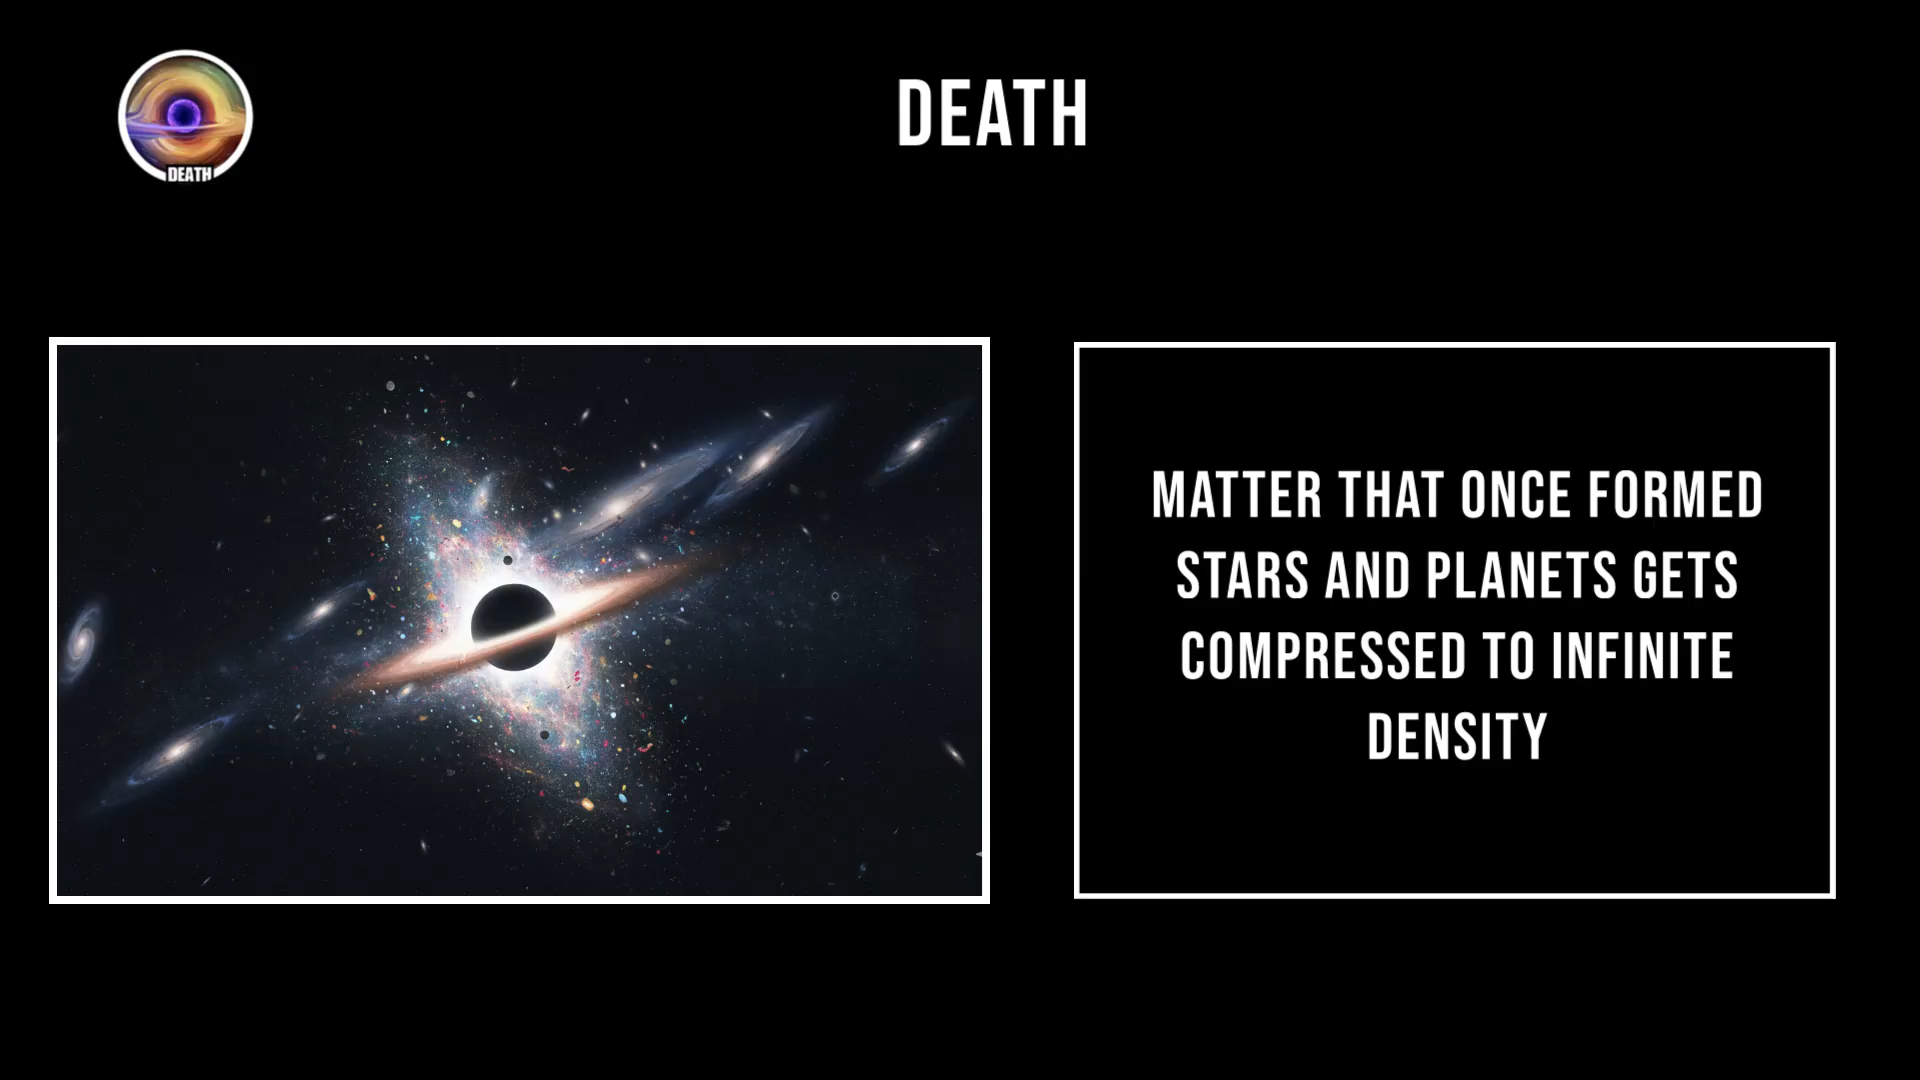 DEATH
DEATH
MATTER THAT ONCE FORMED
STARS AND PLANETS GETS
COMPRESSED TO INFINITE
DENSITY